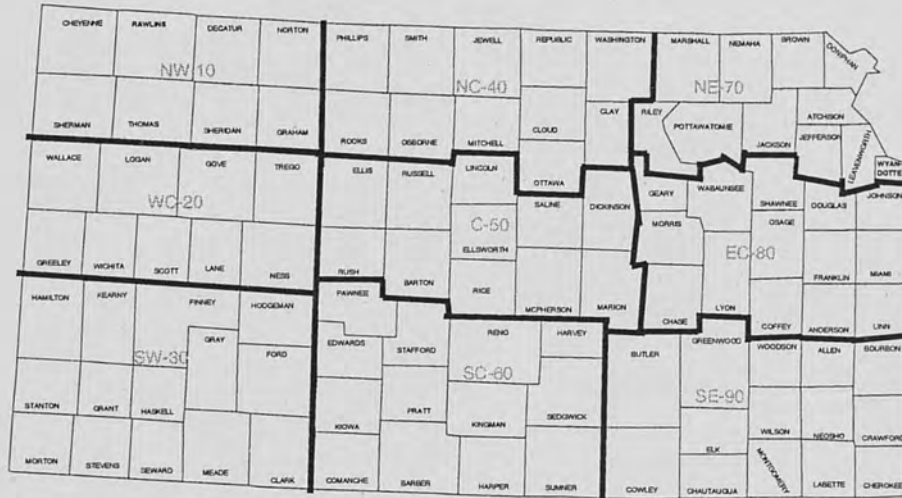 CHEYENNE RAWLINS DECATUR NORTON PHILLIPS SMITH JEWELL REPUBLIC WASHINGTON MARSHALL NEMAHA BROWN DONIPHAN
NW-10 NC-40 NE-70
SHERMAN THOMAS SHERIDAN GRAHAM ROOKS OSBORNE MITCHELL CLOUD CLAY RILEY POTTAWATOMIE JACKSON ATCHISON JEFFERSON LEAVENWORTH WYAN-
DOTTE
WALLACE LOGAN GOVE TREGO ELLIS RUSSELL LINCOLN OTTAWA SALINE DICKINSON GEARY WABAUNSEE SHAWNEE DOUGLAS JOHNSON
WC-20 C-50 MORRIS OSAGE EC-80
GREELEY WICHITA SCOTT LANE NESS RUSH BARTON ELLSWORTH RICE MCPHERSON MARION CHASE LYON COFFEY FRANKLIN MIAMI ANDERSON LINN
HAMILTON KEARNY FINNEY HODGEMAN PAWNEE EDWARDS STAFFORD RENO HARVEY BUTLER GREENWOOD WOODSON ALLEN BOURBON
SW-30 GRAY FORD SC-60 SE-90
STANTON GRANT HASKELL KIOWA PRATT KINGMAN SEDGWICK ELK WILSON NEOSHO CRAWFORD
MORTON STEVENS SEWARD MEADE CLARK COMANCHE BARBER HARPER SUMNER COWLEY CHAUTAUQUA MONTGOMERY LABETTE CHEROKEE